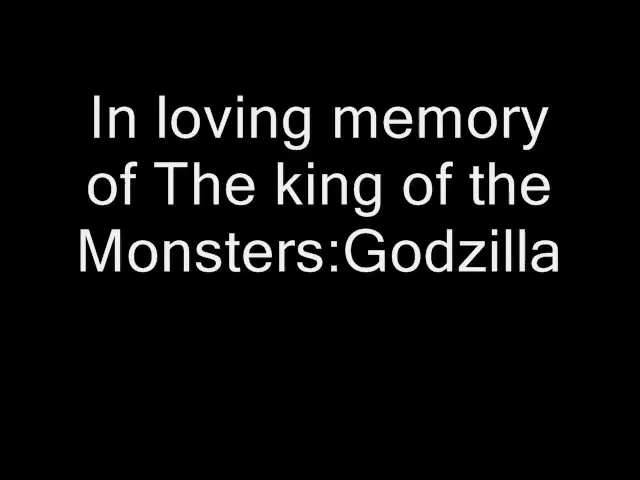 In loving memory
of The king of the
Monsters:Godzilla